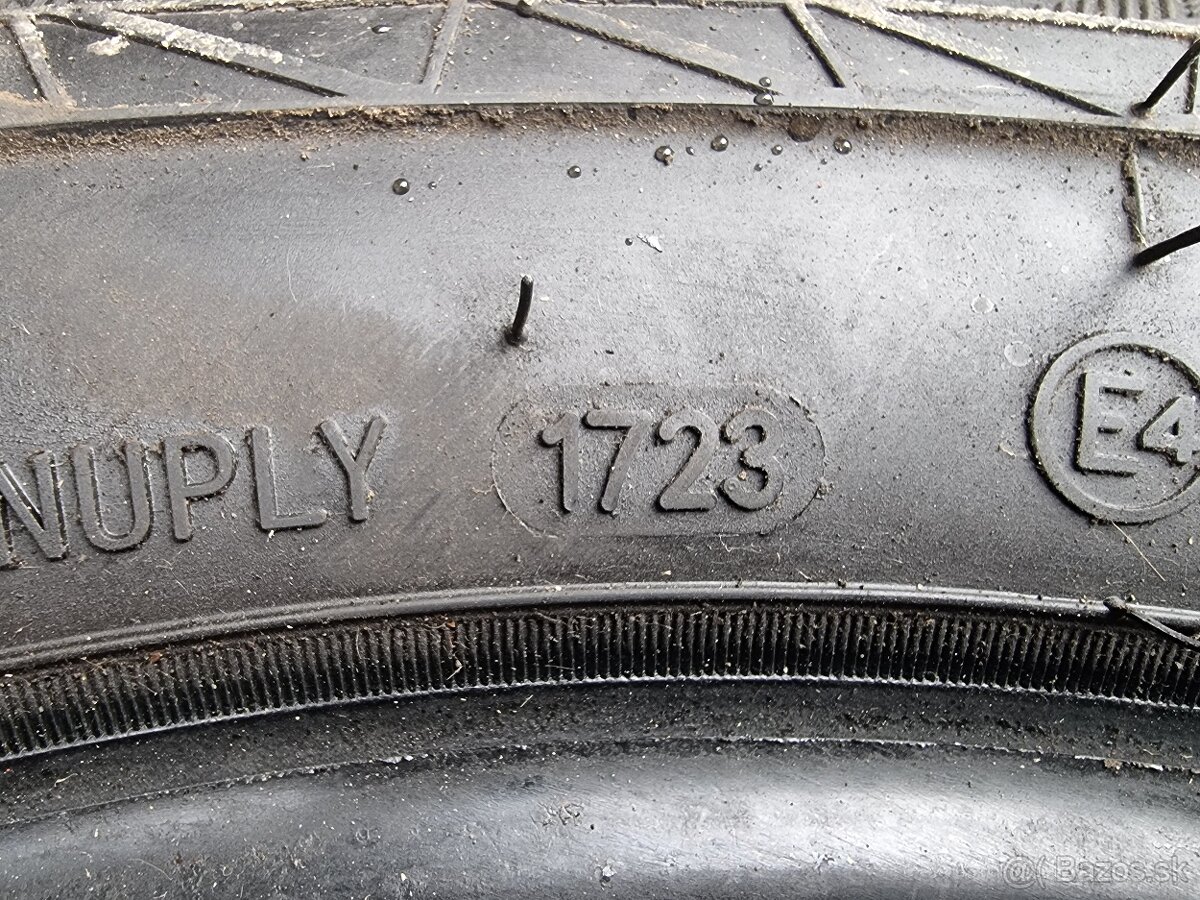 NUPLY 1723 E4
@( Bazos.sk